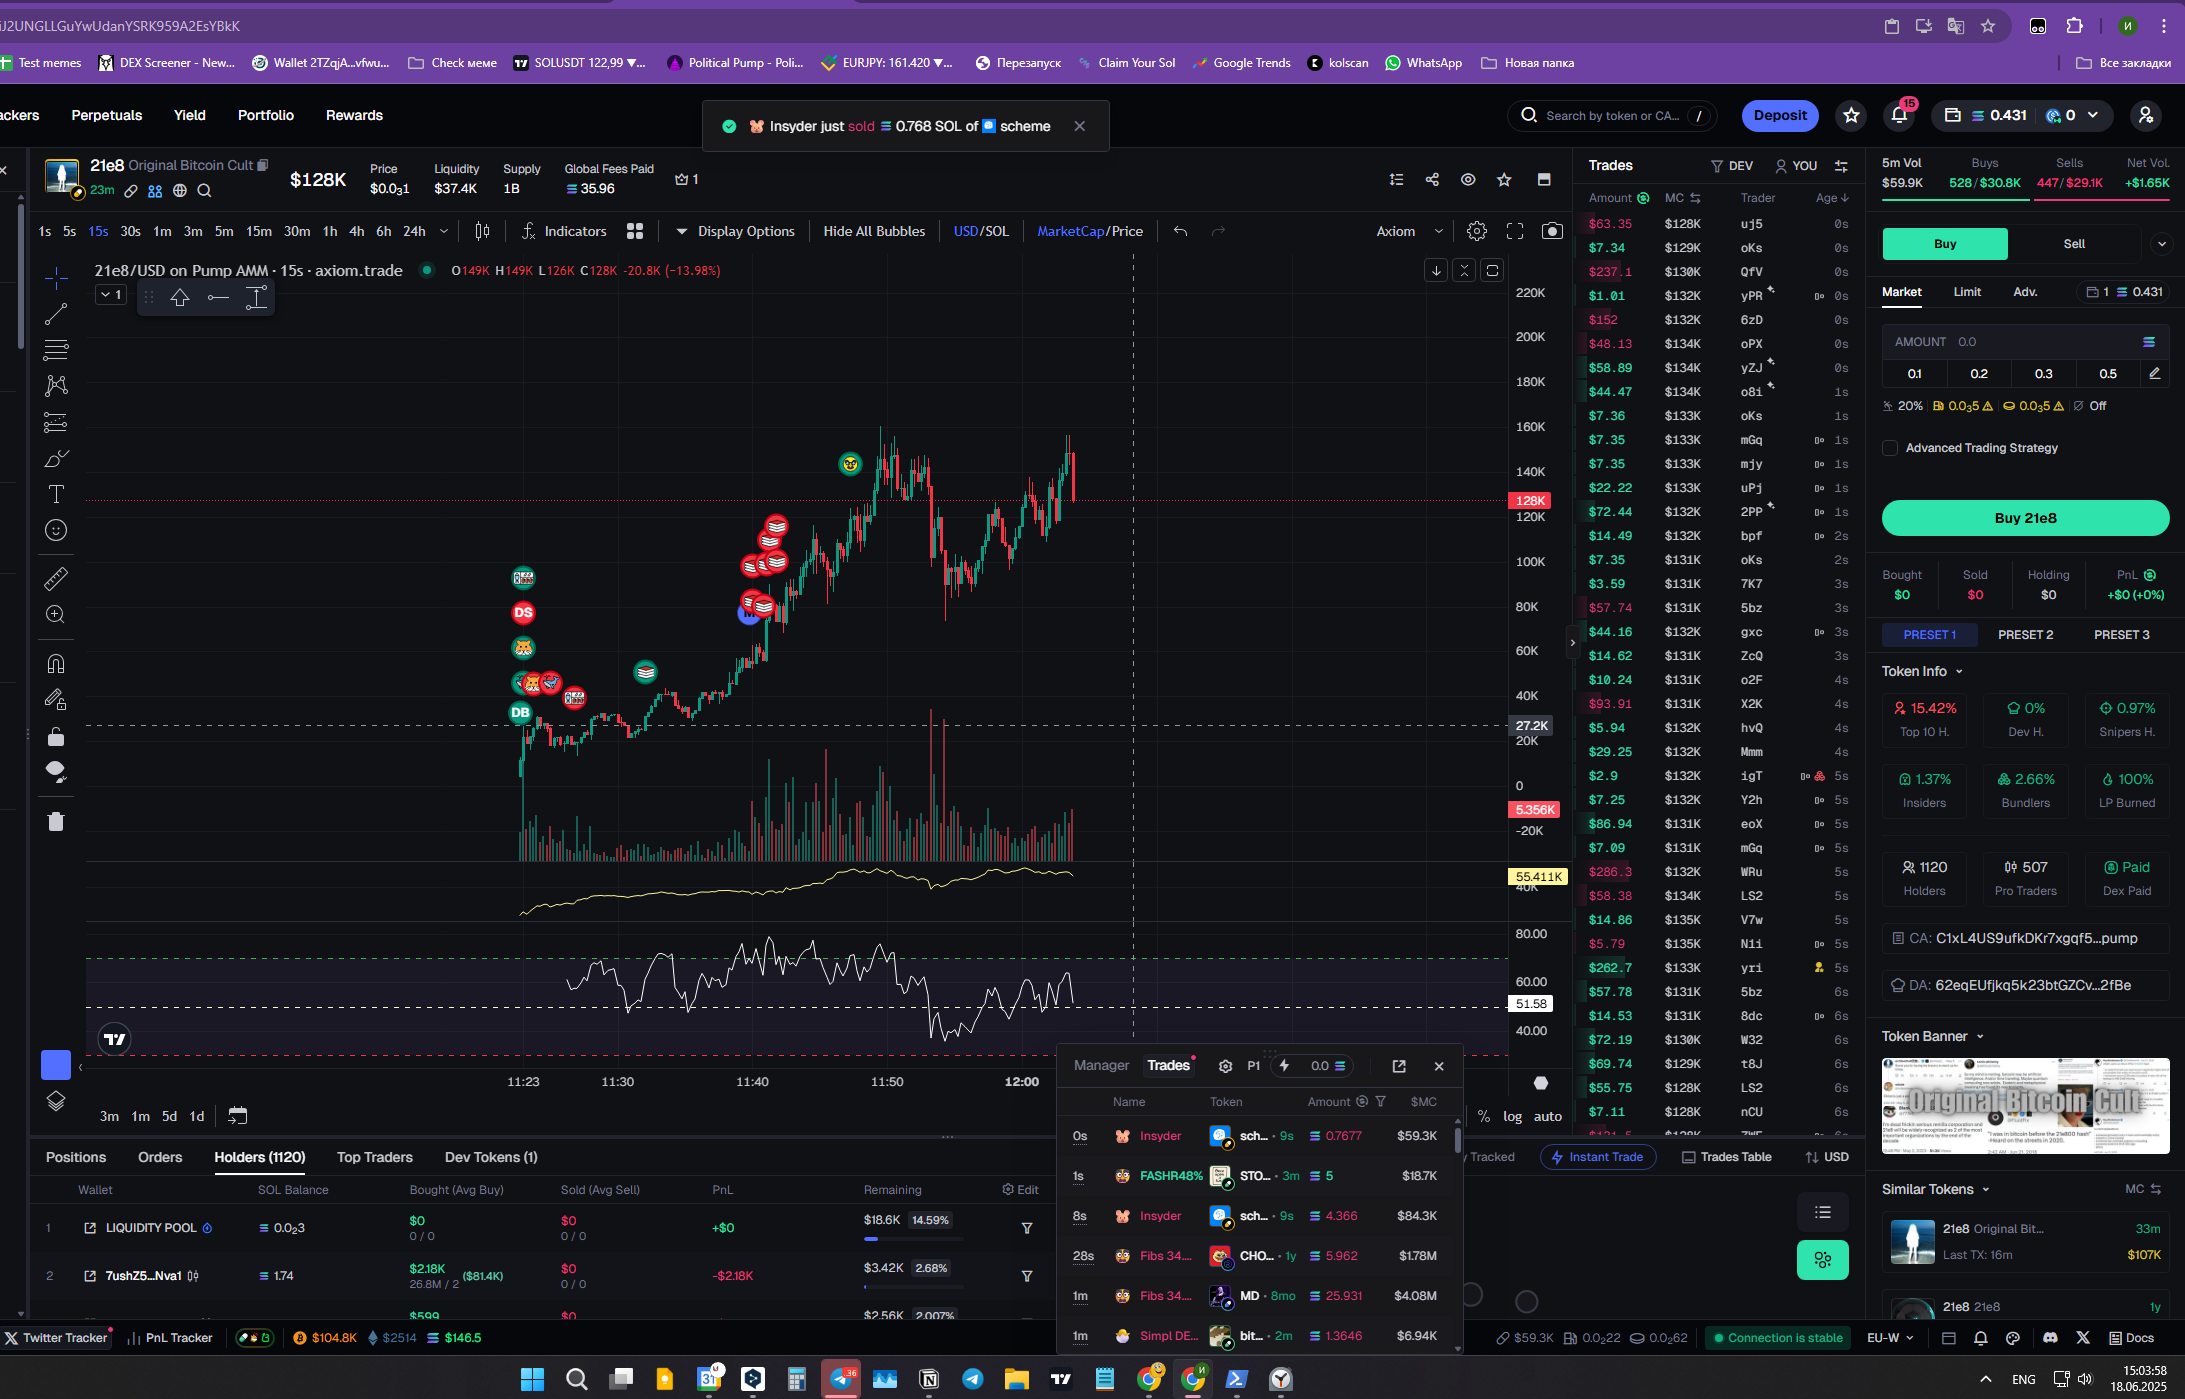 iJ2UNGLLGuYwUdanYSRK959A2EsYBkK
Test memes DEX Screener - New... Wallet 2TZqjA...vfwu... Check меме SOLUSDT 122,99 ▼... Political Pump - Poli... EURJPY: 161.420 ▼... Перезапуск Claim Your Sol Google Trends kolscan WhatsApp Новая папка Все закладки
ackers Perpetuals Yield Portfolio Rewards
Insyder just sold 0.768 SOL of scheme
Search by token or CA... / Deposit 15 0.431 0
21e8 Original Bitcoin Cult
23m
$128K
Price $0.0₃1
Liquidity $37.4K
Supply 1B
Global Fees Paid 35.96
1
1s 5s 15s 30s 1m 3m 5m 15m 30m 1h 4h 6h 24h Indicators Display Options Hide All Bubbles USD/SOL MarketCap/Price Axiom
21e8/USD on Pump AMM · 15s · axiom.trade O149K H149K L126K C128K -20.8K (−13.98%)
1
DS
DB
220K
200K
180K
160K
140K
128K
120K
100K
80K
60K
40K
27.2K
20K
0
5.356K
-20K
55.411K
40K
80.00
60.00
51.58
40.00
11:23 11:30 11:40 11:50 12:00
3m 1m 5d 1d % log auto
Trades DEV YOU
Amount MC Trader Age
$63.35 $128K uj5 0s
$7.34 $129K oKs 0s
$237.1 $130K QfV 0s
$1.01 $132K yPR 0s
$152 $132K 6zD 0s
$48.13 $134K oPX 0s
$58.89 $134K yZJ 0s
$44.47 $134K o8i 1s
$7.36 $133K oKs 1s
$7.35 $133K mGq 1s
$7.35 $133K mjy 1s
$22.22 $133K uPj 1s
$72.44 $132K 2PP 1s
$14.49 $132K bpf 2s
$7.35 $131K oKs 2s
$3.59 $131K 7K7 3s
$57.74 $131K 5bz 3s
$44.16 $132K gxc 3s
$14.62 $131K ZcQ 3s
$10.24 $131K o2F 4s
$93.91 $131K X2K 4s
$5.94 $132K hvQ 4s
$29.25 $132K Mmm 4s
$2.9 $132K igT 5s
$7.25 $132K Y2h 5s
$86.94 $131K eoX 5s
$7.09 $131K mGq 5s
$286.3 $132K WRu 5s
$58.38 $134K LS2 5s
$14.86 $135K V7w 5s
$5.79 $135K N1i 5s
$262.7 $133K yri 5s
$57.78 $131K 5bz 6s
$14.53 $131K 8dc 6s
$72.19 $130K W32 6s
$69.74 $129K t8J 6s
$55.75 $128K LS2 6s
$7.11 $128K nCU 6s
5m Vol Buys Sells Net Vol.
$59.9K 528/$30.8K 447/$29.1K +$1.65K
Buy Sell
Market Limit Adv. 1 0.431
AMOUNT 0.0
0.1 0.2 0.3 0.5
20% 0.0₃5 0.0₃5 Off
Advanced Trading Strategy
Buy 21e8
Bought Sold Holding PnL
$0 $0 $0 +$0 (+0%)
PRESET 1 PRESET 2 PRESET 3
Token Info
15.42% 0% 0.97%
Top 10 H. Dev H. Snipers H.
1.37% 2.66% 100%
Insiders Bundlers LP Burned
1120 507 Paid
Holders Pro Traders Dex Paid
CA: C1xL4US9ufkDKr7xgqf5...pump
DA: 62eqEUfjkq5k23btGZCv...2fBe
Token Banner
Original Bitcoin Cult
"I was in bitcoin before the 21e800 hash"
-Heard on the streets in 2020.
Similar Tokens MC
21e8 Original Bit... 33m
Last TX: 16m $107K
21e8 21e8 1y
Positions Orders Holders (1120) Top Traders Dev Tokens (1)
Wallet SOL Balance Bought (Avg Buy) Sold (Avg Sell) PnL Remaining Edit
1 LIQUIDITY POOL 0.0₂3 $0 0 / 0 $0 0 / 0 +$0 $18.6K 14.59%
2 7ushZ5...Nva1 1.74 $2.18K 26.8M / 2 ($81.4K) $0 0 / 0 -$2.18K $3.42K 2.68%
$599 $0 $2.56K 2.007%
y Tracked Instant Trade Trades Table USD
Manager Trades P1 0.0
Name Token Amount $MC
0s Insyder sch... · 9s 0.7677 $59.3K
1s FASHR48% STO... · 3m 5 $18.7K
8s Insyder sch... · 9s 4.366 $84.3K
28s Fibs 34.... CHO... · 1y 5.962 $1.78M
1m Fibs 34.... MD · 8mo 25.931 $4.08M
1m Simpl DE... bit... · 2m 1.3646 $6.94K
Twitter Tracker PnL Tracker $104.8K $2514 $146.5 $59.3K 0.0₂22 0.0₂62 Connection is stable EU-W Docs
36 31 ENG 15:03:58
18.06.2025